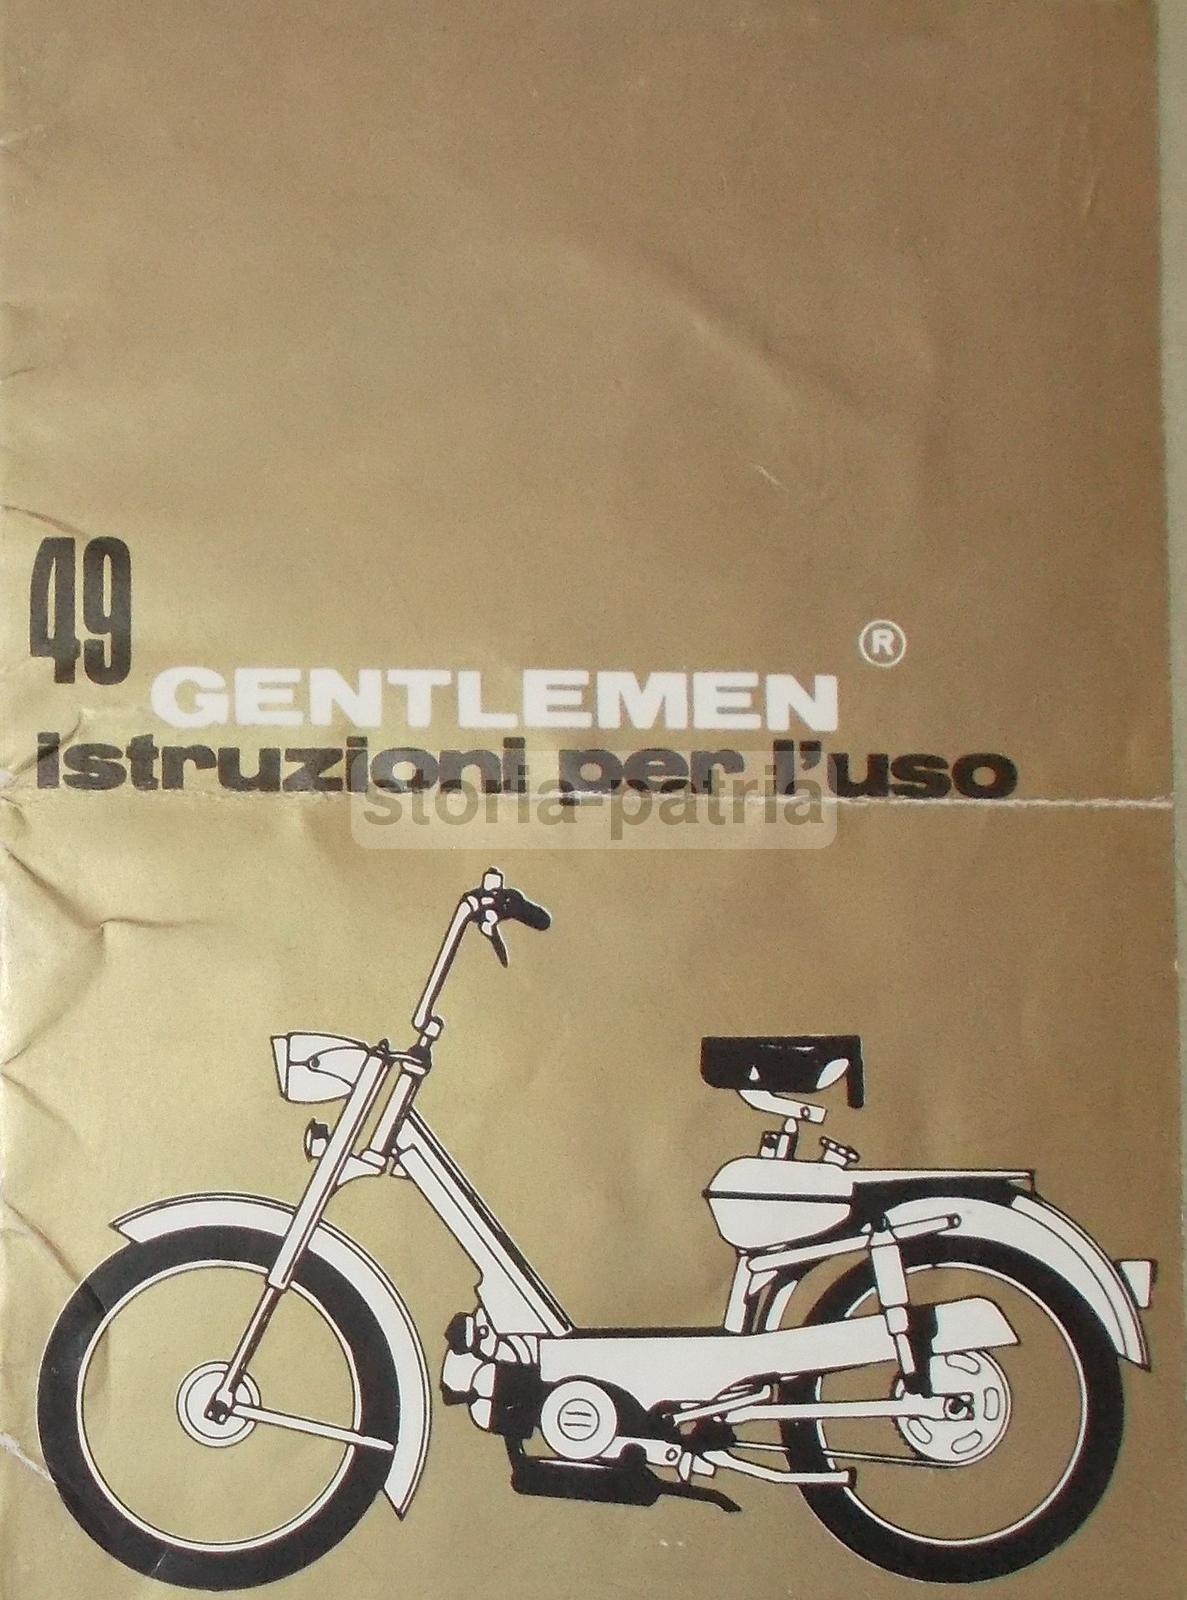 49
GENTLEMEN ®
istruzioni per l'uso
storia-patria